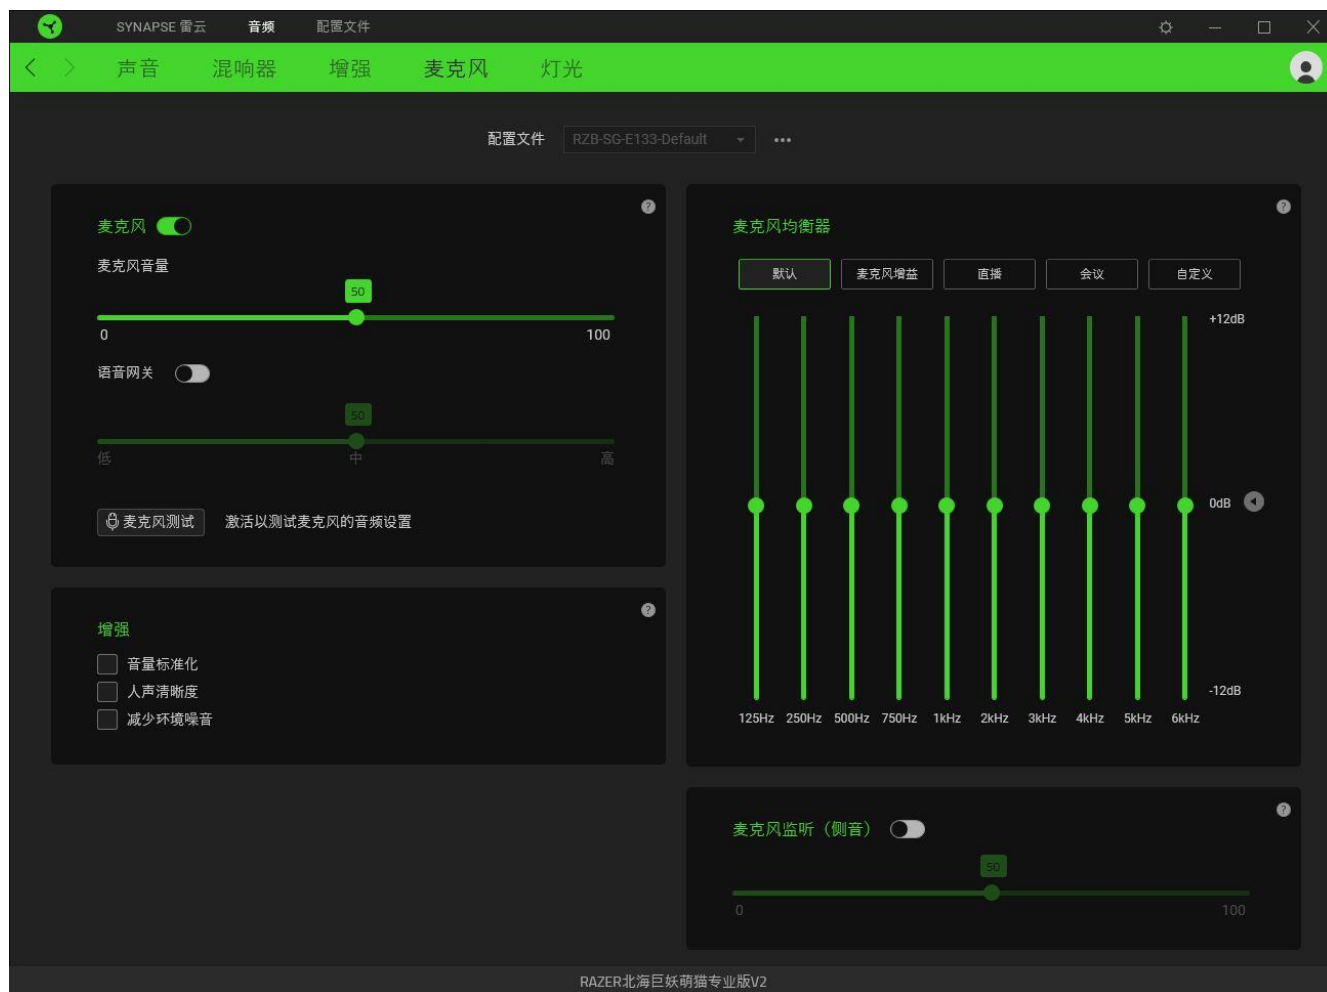 SYNAPSE 雷云 音频 配置文件
声音 混响器 增强 麦克风 灯光
配置文件 RZB-SG-E133-Default
麦克风
麦克风音量
50
0 100
语音网关
50
低 中 高
麦克风测试 激活以测试麦克风的音频设置
增强
音量标准化
人声清晰度
减少环境噪音
麦克风均衡器
默认 麦克风增益 直播 会议 自定义
+12dB
0dB
-12dB
125Hz 250Hz 500Hz 750Hz 1kHz 2kHz 3kHz 4kHz 5kHz 6kHz
麦克风监听（侧音）
50
0 100
RAZER北海巨妖萌猫专业版V2